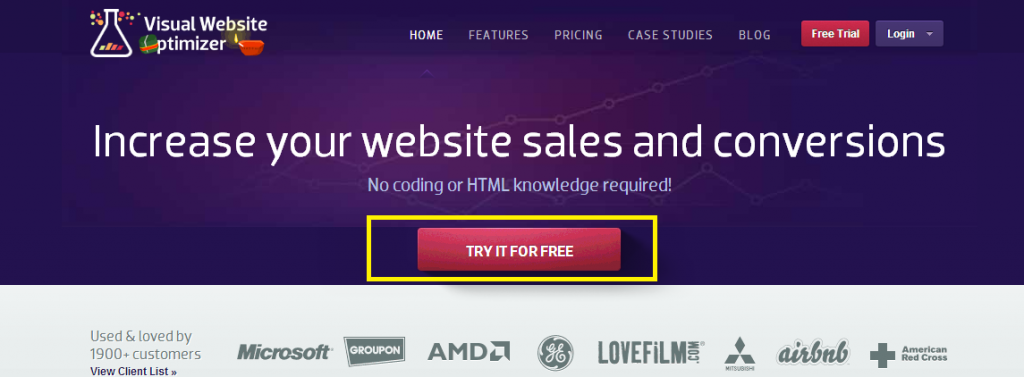 Visual Website
ptimizer
HOME FEATURES PRICING CASE STUDIES BLOG Free Trial Login
Increase your website sales and conversions
No coding or HTML knowledge required!
TRY IT FOR FREE
Used & loved by
1900+ customers
View Client List »
Microsoft GROUPON AMD GE LOVEFiLM.COM® MITSUBISHI airbnb American
Red Cross